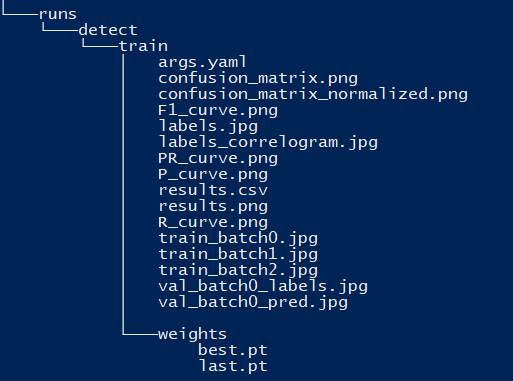 runs
detect
train
args.yaml
confusion_matrix.png
confusion_matrix_normalized.png
F1_curve.png
labels.jpg
labels_correlogram.jpg
PR_curve.png
P_curve.png
results.csv
results.png
R_curve.png
train_batch0.jpg
train_batch1.jpg
train_batch2.jpg
val_batch0_labels.jpg
val_batch0_pred.jpg
weights
best.pt
last.pt